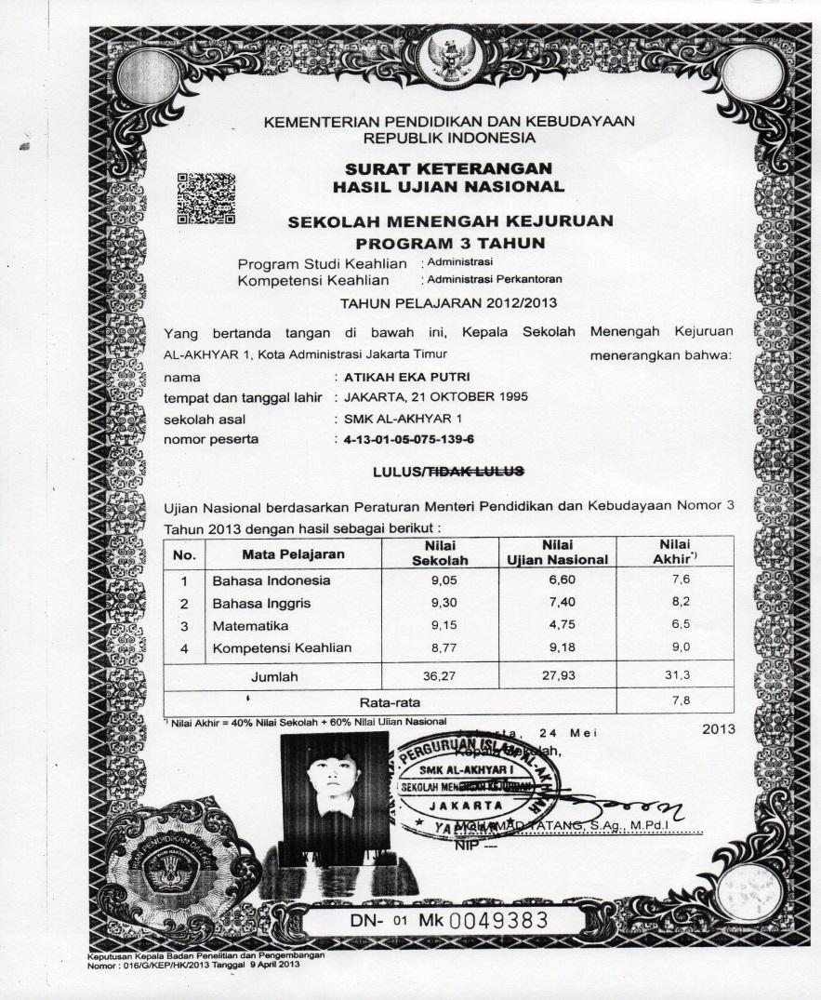 KEMENTERIAN PENDIDIKAN DAN KEBUDAYAAN
REPUBLIK INDONESIA
SURAT KETERANGAN
HASIL UJIAN NASIONAL
SEKOLAH MENENGAH KEJURUAN
PROGRAM 3 TAHUN
Program Studi Keahlian : Administrasi
Kompetensi Keahlian : Administrasi Perkantoran
TAHUN PELAJARAN 2012/2013
Yang bertanda tangan di bawah ini, Kepala Sekolah Menengah Kejuruan
AL-AKHYAR 1, Kota Administrasi Jakarta Timur menerangkan bahwa:
nama : ATIKAH EKA PUTRI
tempat dan tanggal lahir : JAKARTA, 21 OKTOBER 1995
sekolah asal : SMK AL-AKHYAR 1
nomor peserta : 4-13-01-05-075-139-6
LULUS/TIDAK LULUS
Ujian Nasional berdasarkan Peraturan Menteri Pendidikan dan Kebudayaan Nomor 3
Tahun 2013 dengan hasil sebagai berikut :
No. Mata Pelajaran Nilai Sekolah Nilai Ujian Nasional Nilai Akhir*)
1 Bahasa Indonesia 9,05 6,60 7,6
2 Bahasa Inggris 9,30 7,40 8,2
3 Matematika 9,15 4,75 6,5
4 Kompetensi Keahlian 8,77 9,18 9,0
Jumlah 36,27 27,93 31,3
Rata-rata 7,8
*) Nilai Akhir = 40% Nilai Sekolah + 60% Nilai Ujian Nasional
Jakarta, 24 Mei 2013
Kepala Sekolah,
PERGURUAN ISLAM AL-AKHYAR
SMK AL-AKHYAR I
SEKOLAH MENENGAH KEJURUAN
JAKARTA
MOHAMAD TATANG, S.Ag., M.Pd.I
NIP ---
DN- 01 Mk 0049383
Keputusan Kepala Badan Penelitian dan Pengembangan
Nomor : 016/G/KEP/HK/2013 Tanggal 9 April 2013